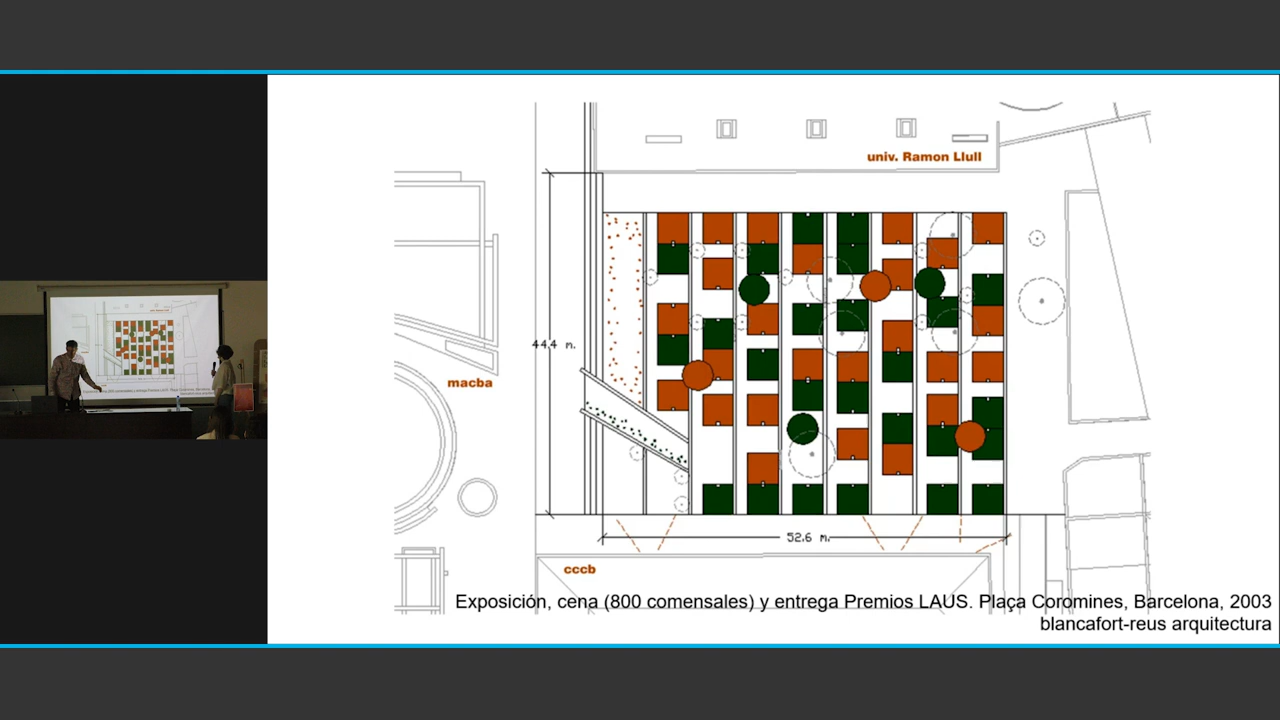 univ. Ramon Llull
44.4 m.
macba
52.6 m.
cccb
Exposición, cena (800 comensales) y entrega Premios LAUS. Plaça Coromines, Barcelona, 2003
blancafort-reus arquitectura